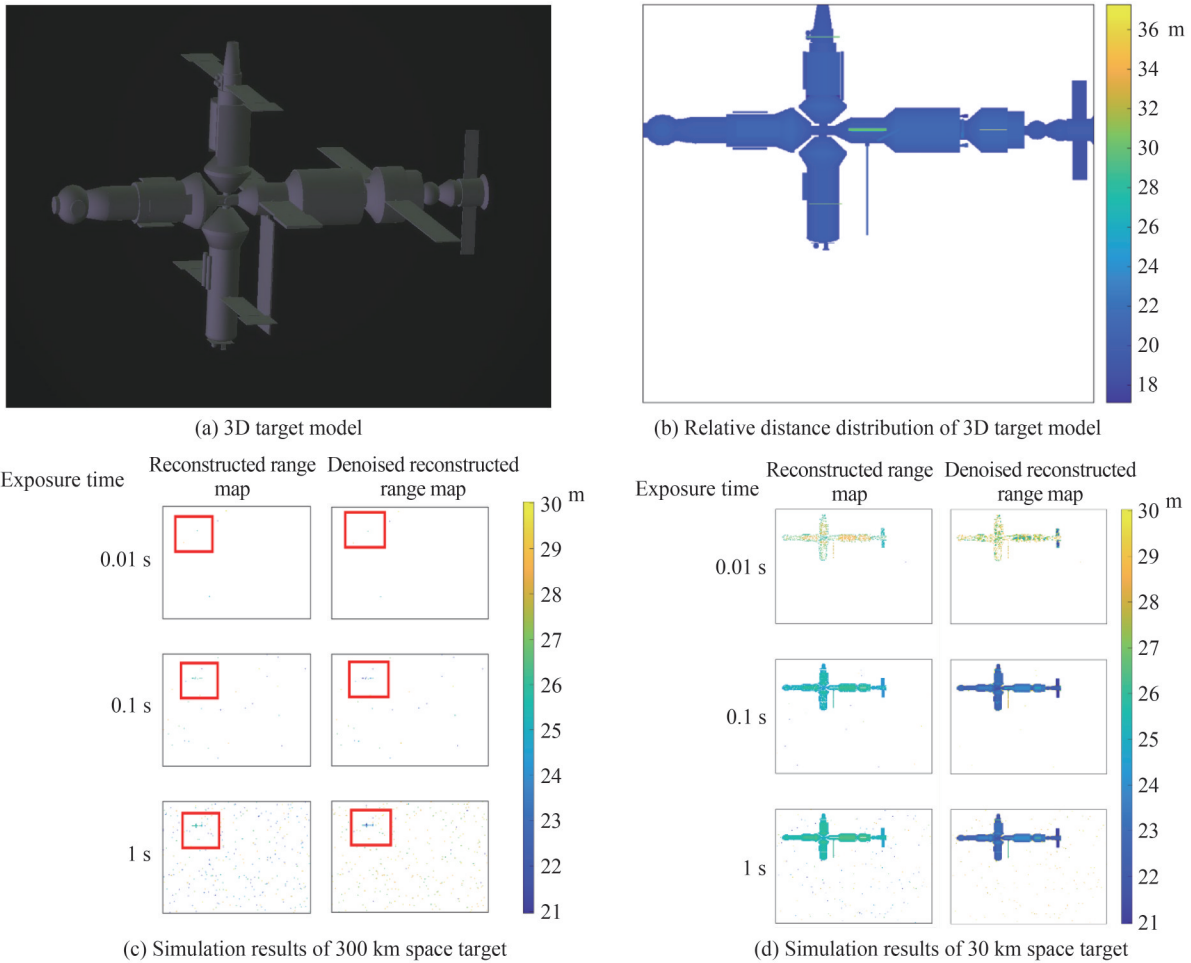 36 m
34
32
30
28
26
24
22
20
18
(a) 3D target model
(b) Relative distance distribution of 3D target model
Exposure time
Reconstructed range
map
Denoised reconstructed
range map
0.01 s
0.1 s
1 s
30 m
29
28
27
26
25
24
23
22
21
(c) Simulation results of 300 km space target
Exposure time
Reconstructed range
map
Denoised reconstructed
range map
0.01 s
0.1 s
1 s
30 m
29
28
27
26
25
24
23
22
21
(d) Simulation results of 30 km space target